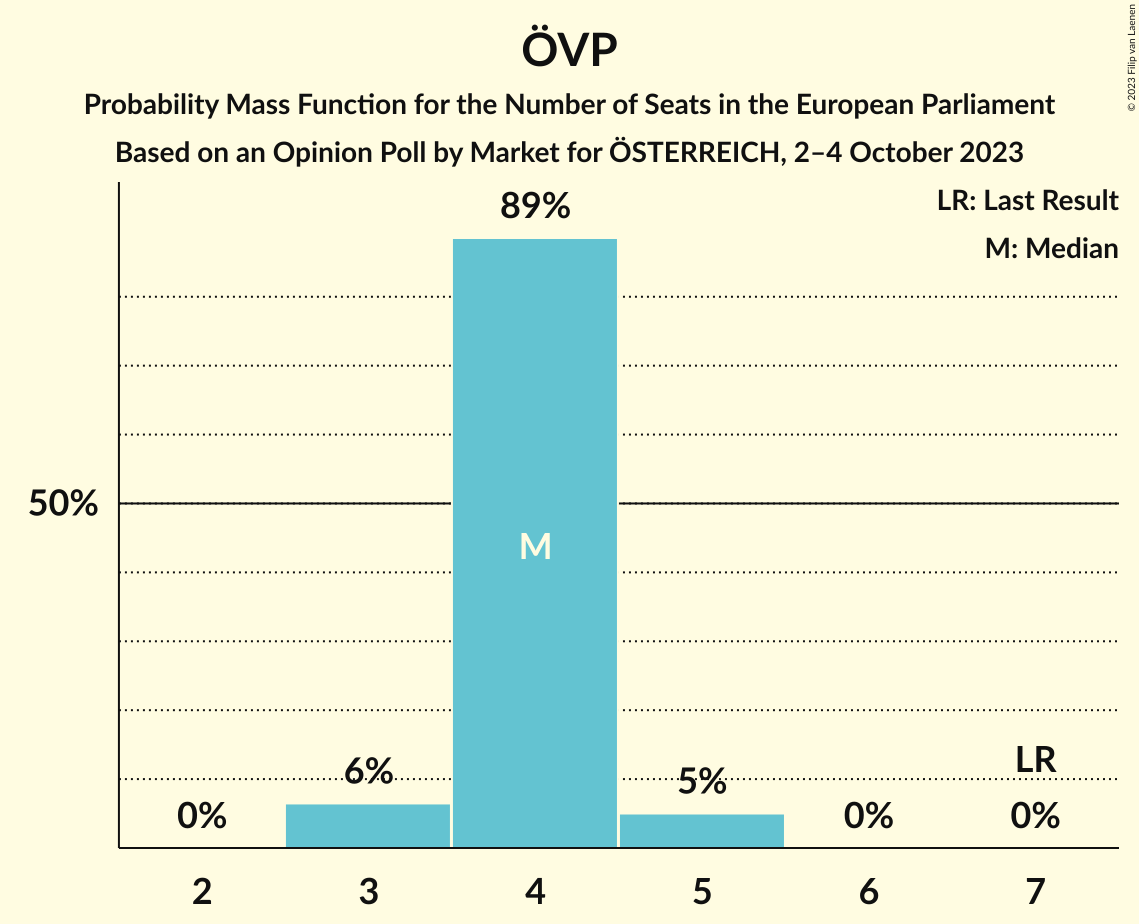 ÖVP
Probability Mass Function for the Number of Seats in the European Parliament
Based on an Opinion Poll by Market for ÖSTERREICH, 2–4 October 2023
© 2023 Filip van Laenen
LR: Last Result
M: Median
89%
50%
M
6%
5%
LR
0%
0%
0%
2 3 4 5 6 7